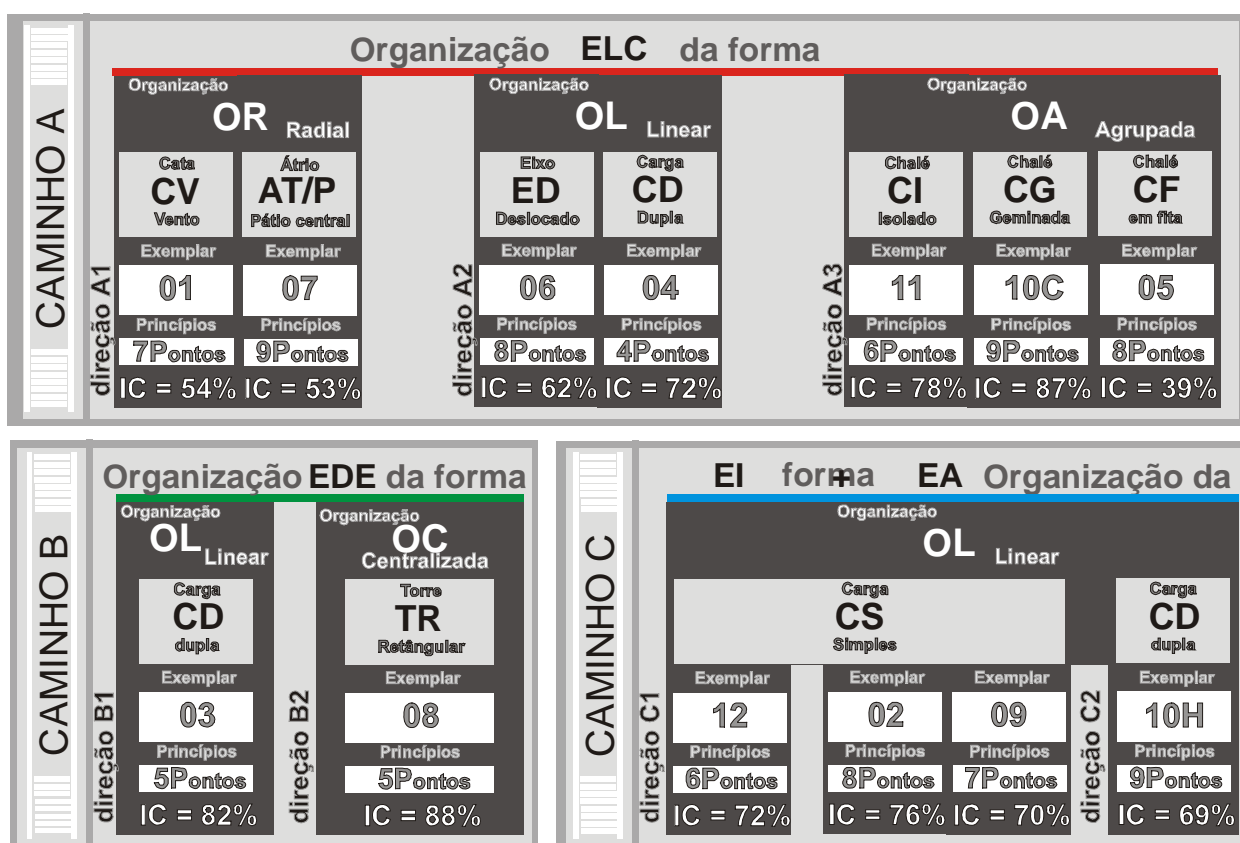 CAMINHO A
Organização ELC da forma
direção A1
Organização
OR Radial
Cata
CV
Vento
Exemplar
01
Princípios
7Pontos
IC = 54%
Átrio
AT/P
Pátio central
Exemplar
07
Princípios
9Pontos
IC = 53%
direção A2
Organização
OL Linear
EIxo
ED
Deslocado
Exemplar
06
Princípios
8Pontos
IC = 62%
Carga
CD
Dupla
Exemplar
04
Princípios
4Pontos
IC = 72%
direção A3
Organização
OA Agrupada
Chalé
CI
Isolado
Exemplar
11
Princípios
6Pontos
IC = 78%
Chalé
CG
Geminada
Exemplar
10C
Princípios
9Pontos
IC = 87%
Chalé
CF
em fita
Exemplar
05
Princípios
8Pontos
IC = 39%
CAMINHO B
Organização EDE da forma
direção B1
Organização
OL Linear
Carga
CD
dupla
Exemplar
03
Princípios
5Pontos
IC = 82%
direção B2
Organização
OC
Centralizada
Torre
TR
Retângular
Exemplar
08
Princípios
5Pontos
IC = 88%
CAMINHO C
EI forma + EA Organização da
direção C1
Organização
OL Linear
Carga
CS
Simples
Exemplar
12
Princípios
6Pontos
IC = 72%
Exemplar
02
Princípios
8Pontos
IC = 76%
Exemplar
09
Princípios
7Pontos
IC = 70%
direção C2
Carga
CD
dupla
Exemplar
10H
Princípios
9Pontos
IC = 69%